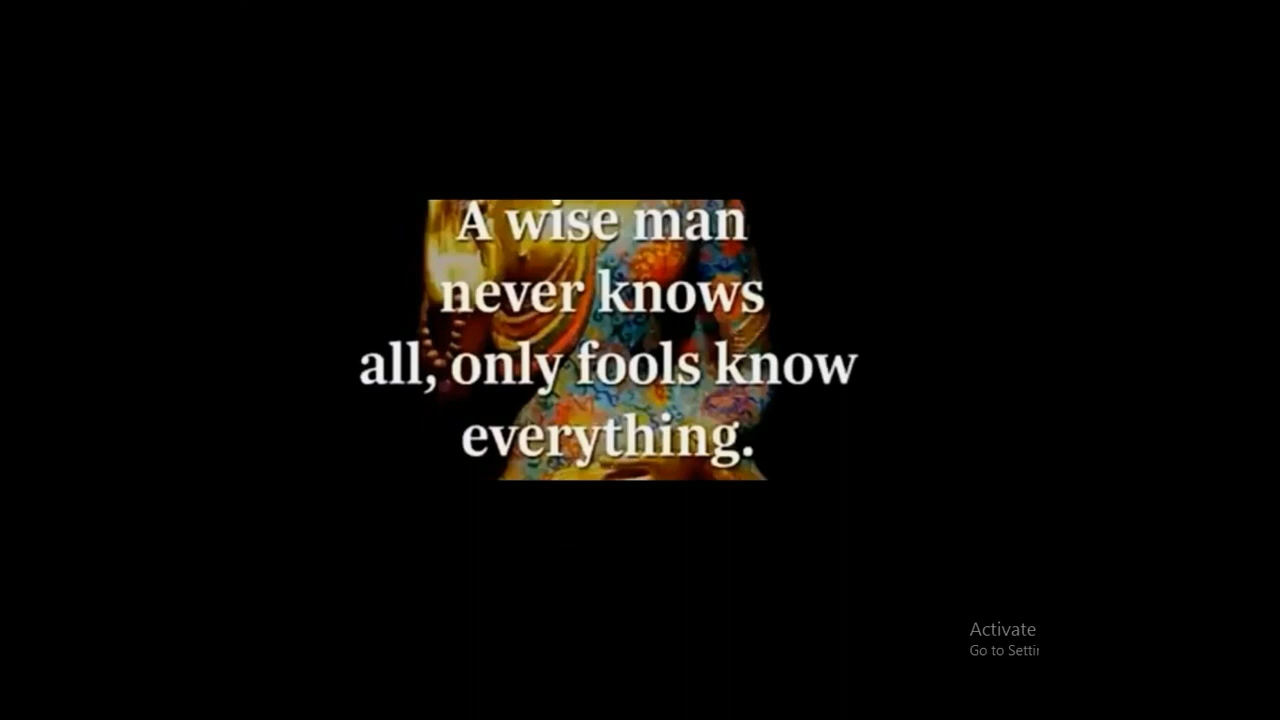 A wise man
never knows
all, only fools know
everything.
Activate
Go to Settin